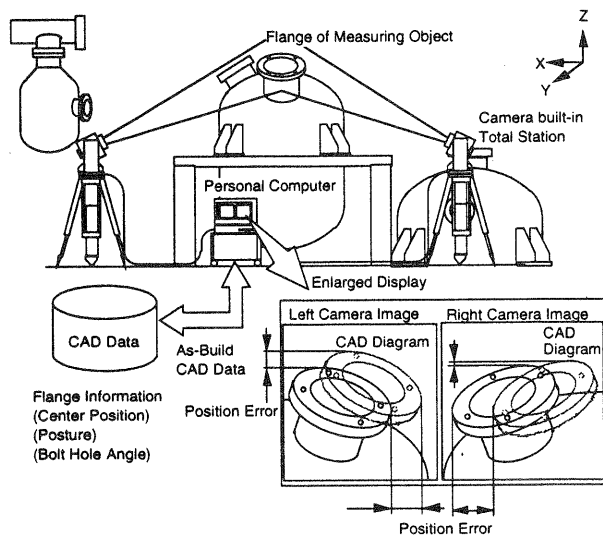 Flange of Measuring Object
Z
X
Y
Camera built-in
Total Station
Personal Computer
Enlarged Display
CAD Data
As-Build
CAD Data
Flange Information
(Center Position)
(Posture)
(Bolt Hole Angle)
Left Camera Image
Right Camera Image
CAD Diagram
CAD
Diagram
Position Error
Position Error